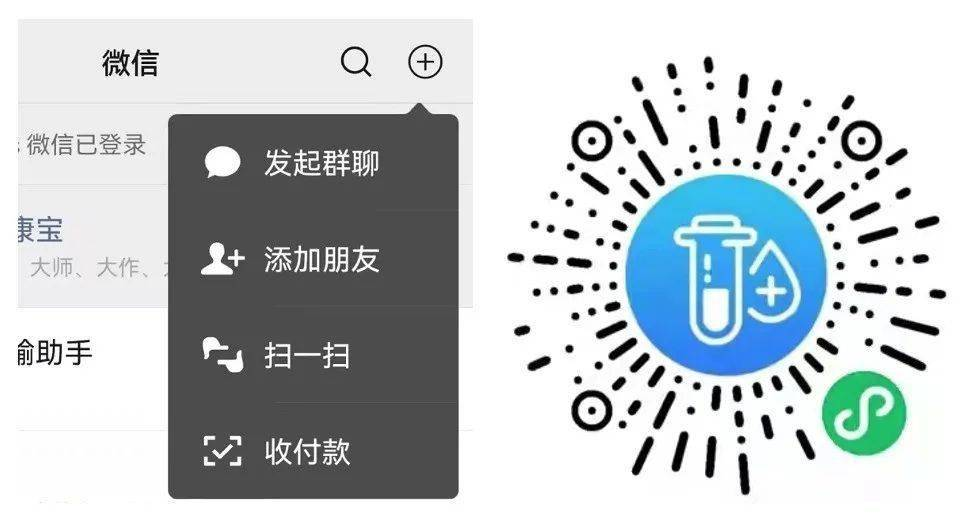 微信
微信已登录
康宝
大师、大作、
输助手
发起群聊
添加朋友
扫一扫
收付款